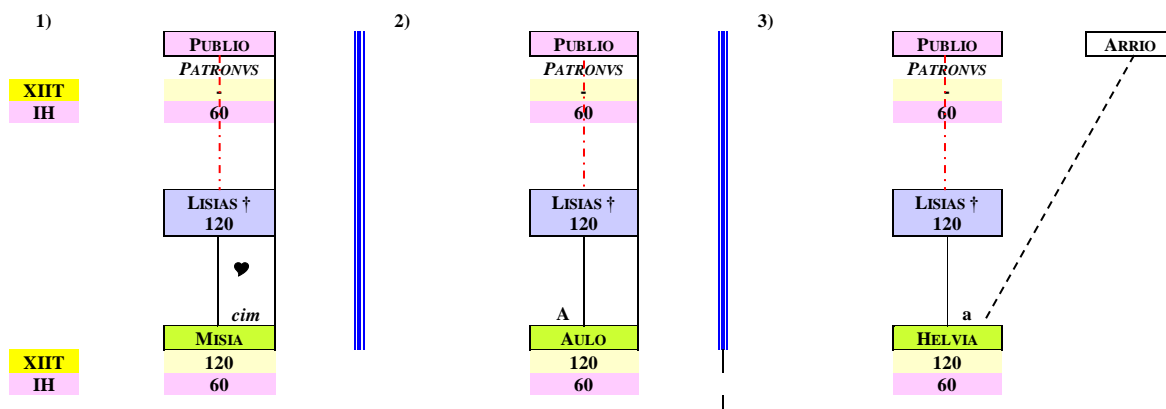 1) 2) 3)
PUBLIO PUBLIO PUBLIO ARRIO
PATRONVS PATRONVS PATRONVS
XIIT - - -
IH 60 60 60
LISIAS † LISIAS † LISIAS †
120 120 120
cim A a
MISIA AULO HELVIA
XIIT 120 120 120
IH 60 60 60